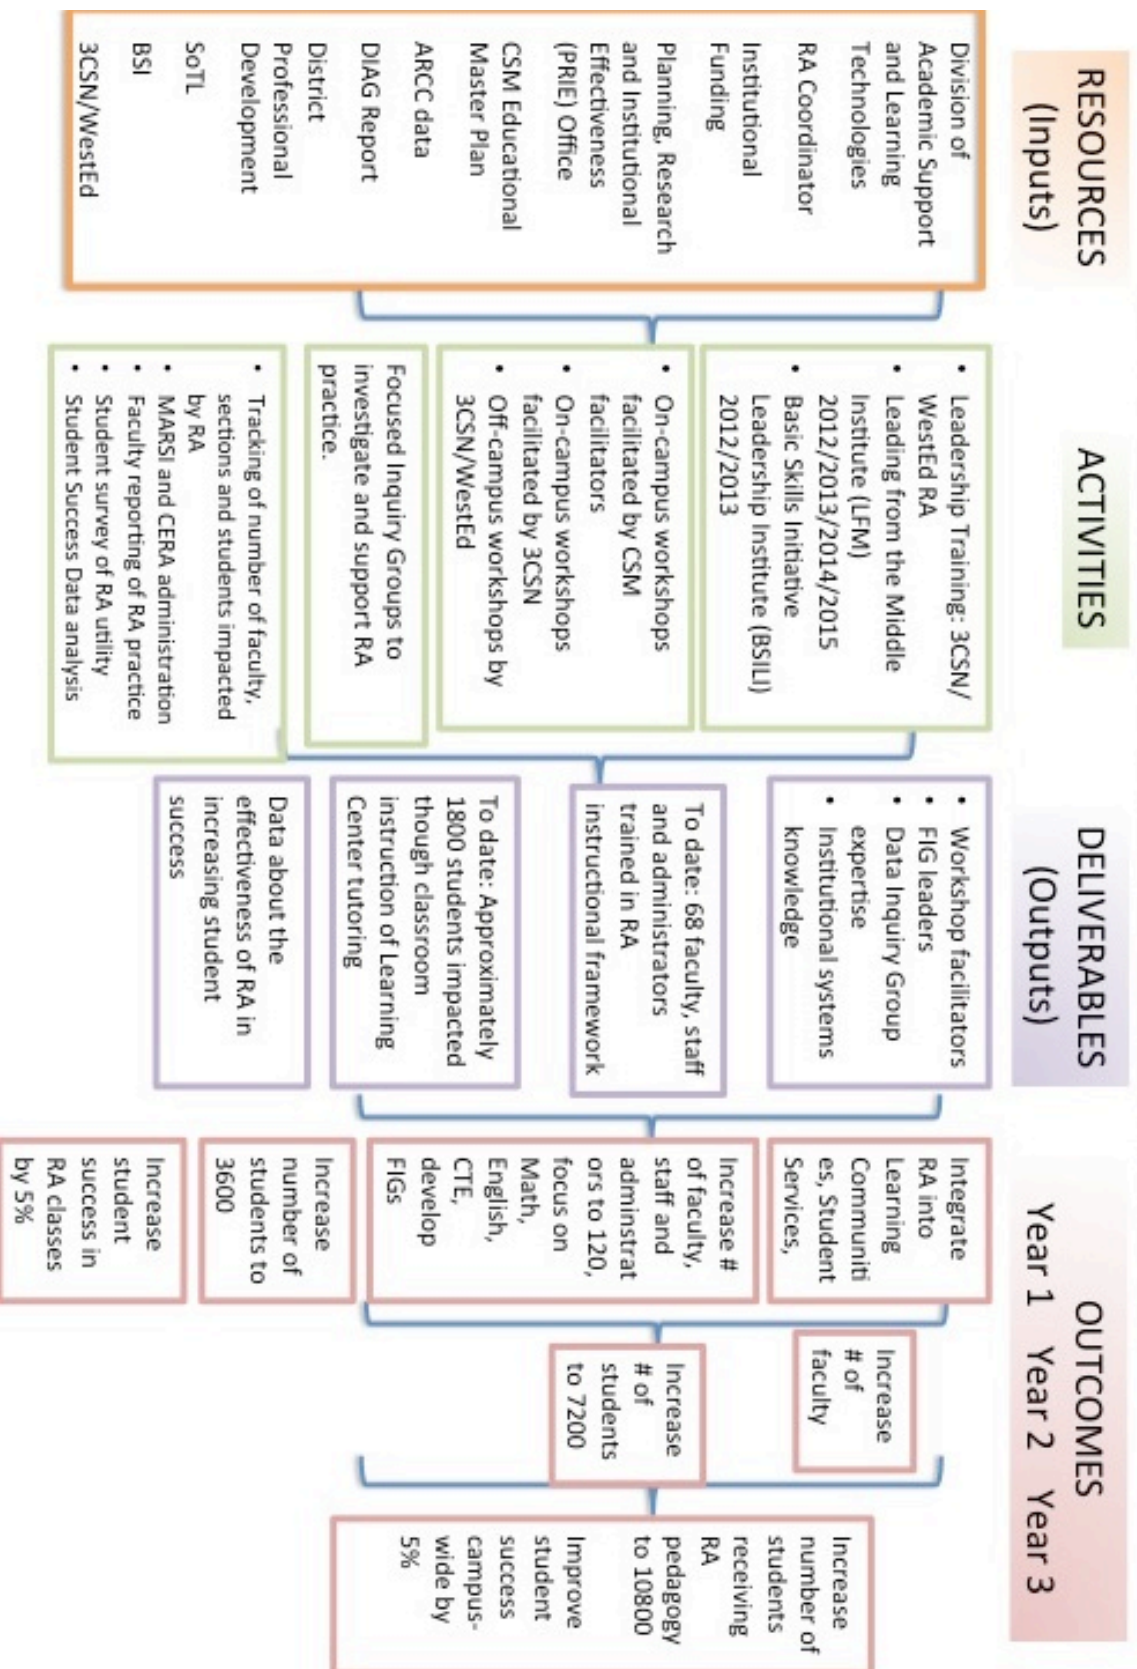 RESOURCES
(Inputs)
Division of
Academic Support
and Learning
Technologies
RA Coordinator
Institutional
Funding
Planning, Research
and Institutional
Effectiveness
(PRIE) Office
CSM Educational
Master Plan
ARCC data
DIAG Report
District
Professional
Development
SoTL
BSI
3CSN/WestEd
ACTIVITIES
• Leadership Training: 3CSN/
WestEd RA
• Leading from the Middle
Institute (LFM)
2012/2013/2014/2015
• Basic Skills Initiative
Leadership Institute (BSILI)
2012/2013
• On-campus workshops
facilitated by CSM
facilitators
• On-campus workshops
facilitated by 3CSN
• Off-campus workshops by
3CSN/WestEd
Focused Inquiry Groups to
investigate and support RA
practice.
• Tracking of number of faculty,
sections and students impacted
by RA
• MARSI and CERA administration
• Faculty reporting of RA practice
• Student survey of RA utility
• Student Success Data analysis
DELIVERABLES
(Outputs)
• Workshop facilitators
• FIG leaders
• Data Inquiry Group
expertise
• Institutional systems
knowledge
To date: 68 faculty, staff
and administrators
trained in RA
instructional framework
To date: Approximately
1800 students impacted
though classroom
instruction of Learning
Center tutoring
Data about the
effectiveness of RA in
increasing student
success
OUTCOMES
Year 1 Year 2 Year 3
Integrate
RA into
Learning
Communiti
es, Student
Services,
Increase #
of faculty,
staff and
adminstrat
ors to 120,
focus on
Math,
English,
CTE,
develop
FIGs
Increase
number of
students to
3600
Increase
student
success in
RA classes
by 5%
Increase
# of
faculty
Increase
# of
students
to 7200
Increase
number of
students
receiving
RA
pedagogy
to 10800
Improve
student
success
campus-
wide by
5%